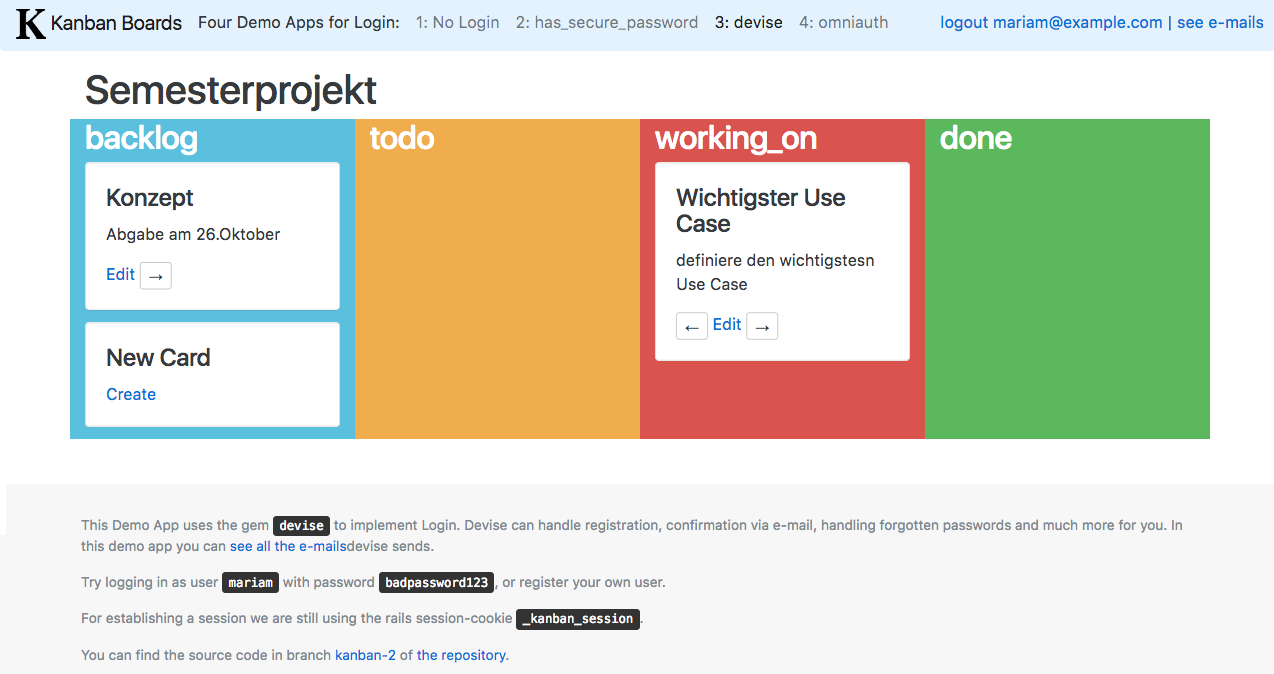 K Kanban Boards Four Demo Apps for Login: 1: No Login 2: has_secure_password 3: devise 4: omniauth logout mariam@example.com | see e-mails
Semesterprojekt
backlog todo working_on done
Konzept
Abgabe am 26.Oktober
Edit →
New Card
Create
Wichtigster Use
Case
definiere den wichtigstesn
Use Case
← Edit →
This Demo App uses the gem devise to implement Login. Devise can handle registration, confirmation via e-mail, handling forgotten passwords and much more for you. In
this demo app you can see all the e-mailsdevise sends.
Try logging in as user mariam with password badpassword123, or register your own user.
For establishing a session we are still using the rails session-cookie _kanban_session.
You can find the source code in branch kanban-2 of the repository.